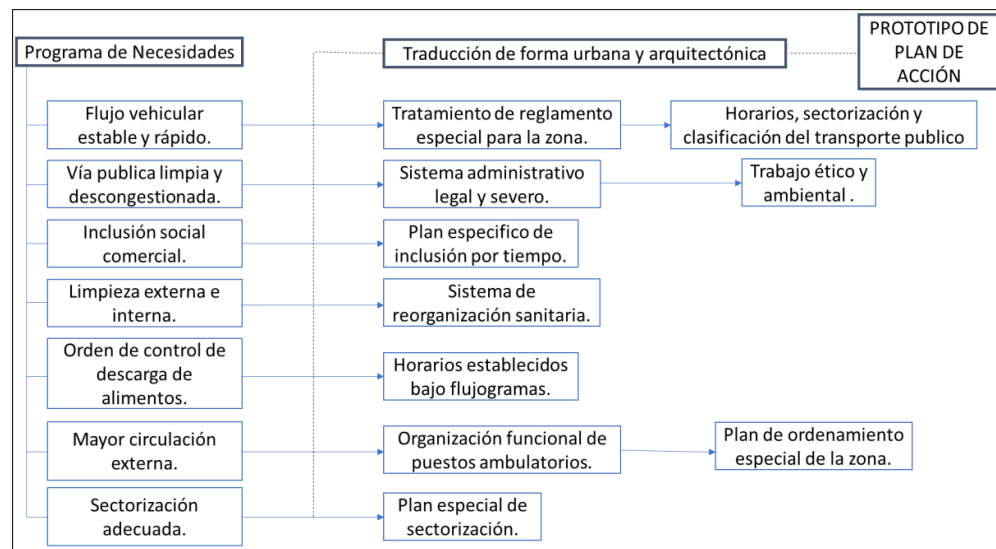 Programa de Necesidades
Traducción de forma urbana y arquitectónica
PROTOTIPO DE
PLAN DE
ACCIÓN
Flujo vehicular
estable y rápido.
Tratamiento de reglamento
especial para la zona.
Horarios, sectorización y
clasificación del transporte publico
Vía publica limpia y
descongestionada.
Sistema administrativo
legal y severo.
Trabajo ético y
ambiental .
Inclusión social
comercial.
Plan especifico de
inclusión por tiempo.
Limpieza externa e
interna.
Sistema de
reorganización sanitaria.
Orden de control de
descarga de
alimentos.
Horarios establecidos
bajo flujogramas.
Mayor circulación
externa.
Organización funcional de
puestos ambulatorios.
Plan de ordenamiento
especial de la zona.
Sectorización
adecuada.
Plan especial de
sectorización.